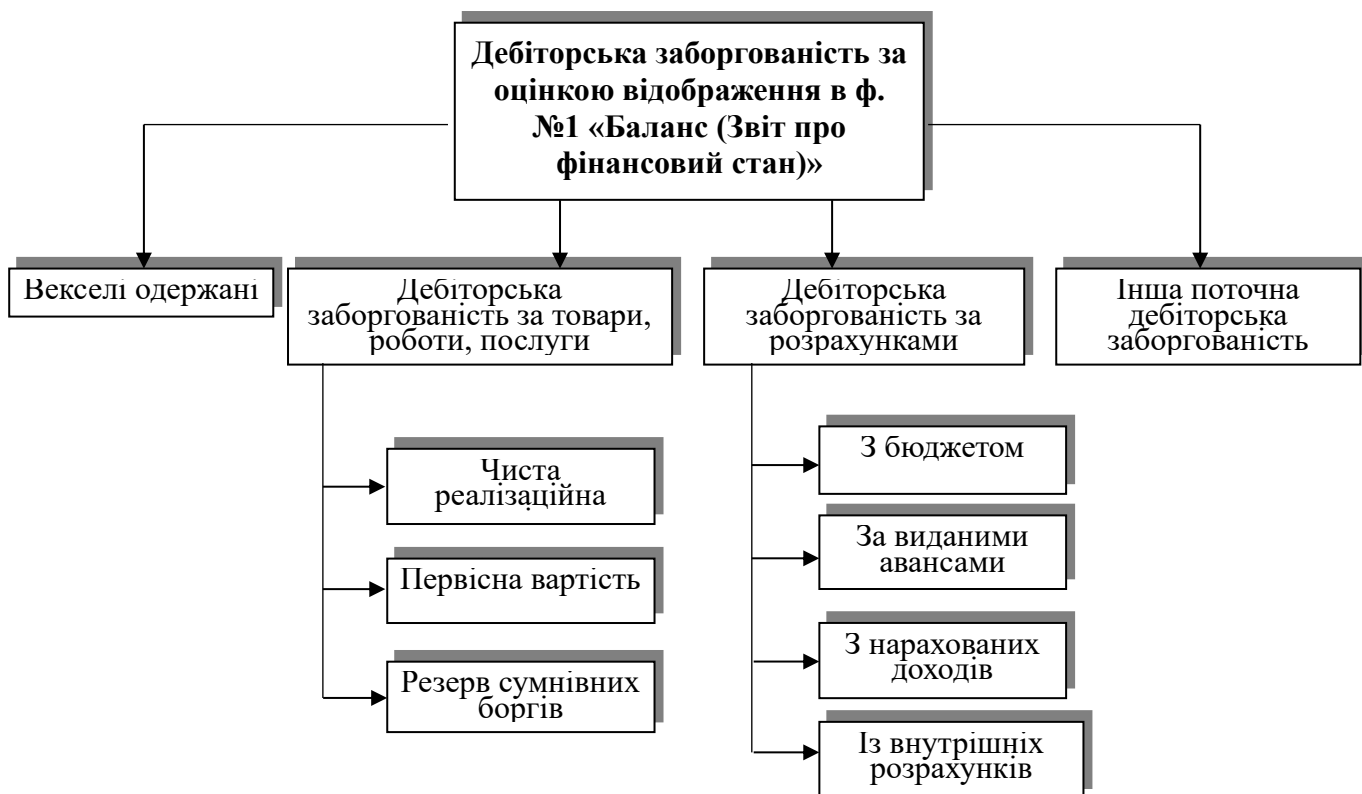 Дебіторська заборгованість за
оцінкою відображення в ф.
№1 «Баланс (Звіт про
фінансовий стан)»
Векселі одержані
Дебіторська
заборгованість за товари,
роботи, послуги
Дебіторська
заборгованість за
розрахунками
Інша поточна
дебіторська
заборгованість
Чиста
реалізаційна
Первісна вартість
Резерв сумнівних
боргів
З бюджетом
За виданими
авансами
З нарахованих
доходів
Із внутрішніх
розрахунків